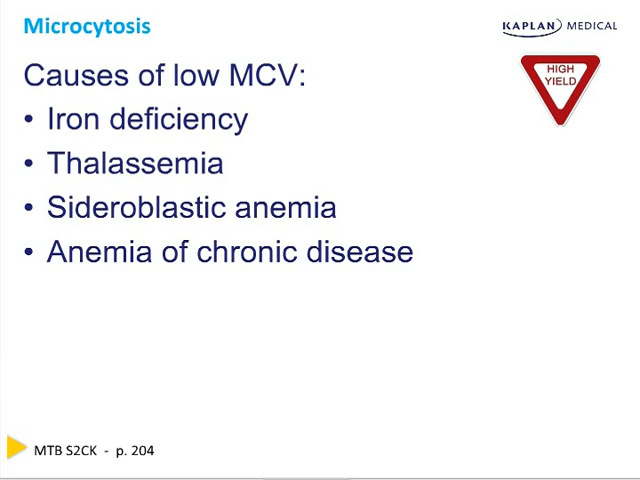 Microcytosis
KAPLAN MEDICAL
Causes of low MCV:
HIGH
YIELD
• Iron deficiency
• Thalassemia
• Sideroblastic anemia
• Anemia of chronic disease
MTB S2CK - p. 204